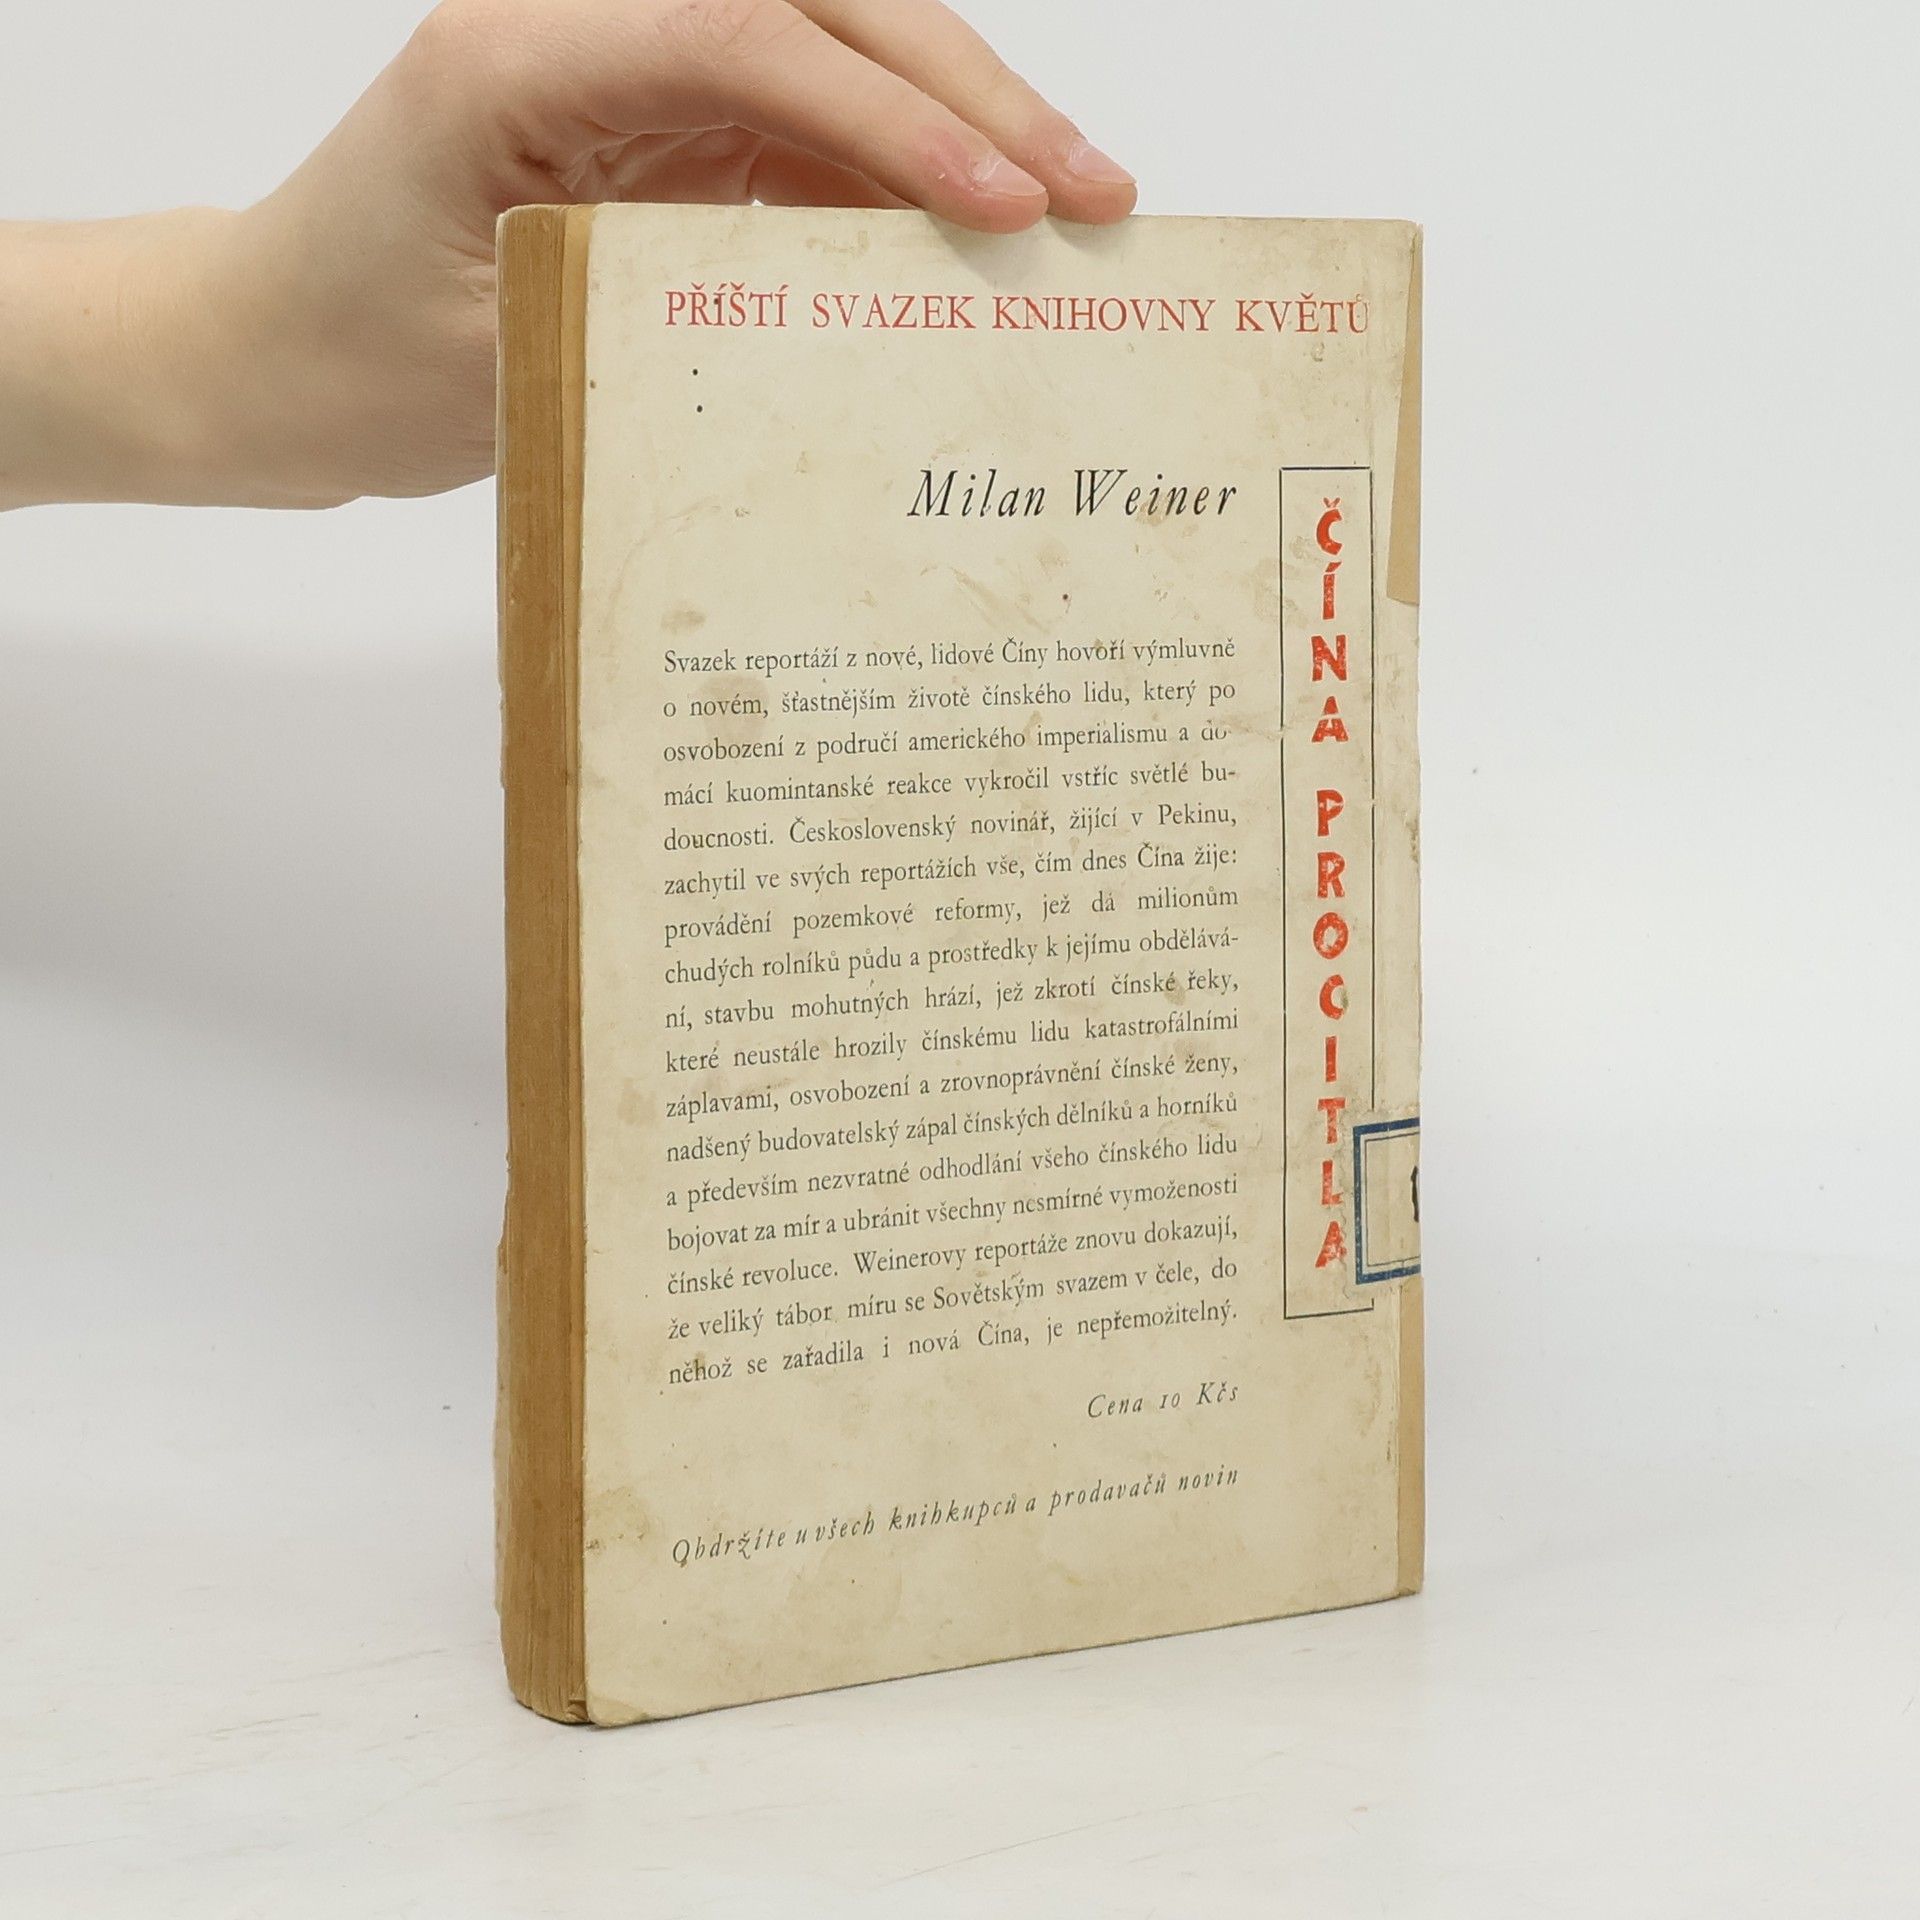 PŘÍŠTÍ SVAZEK KNIHOVNY KVĚTŮ
Milan Weiner
ČÍNA PROCITLA
Svazek reportáží z nové, lidové Číny hovoří výmluvně
o novém, šťastnějším životě čínského lidu, který po
osvobození z područí amerického imperialismu a do-
mácí kuomintanské reakce vykročil vstříc světlé bu-
doucnosti. Československý novinář, žijící v Pekinu,
zachytil ve svých reportážích vše, čím dnes Čína žije:
provádění pozemkové reformy, jež dá milionům
chudých rolníků půdu a prostředky k jejímu obdělává-
ní, stavbu mohutných hrází, jež zkrotí čínské řeky,
které neustále hrozily čínskému lidu katastrofálními
záplavami, osvobození a zrovnoprávnění čínské ženy,
nadšený budovatelský zápal čínských dělníků a horníků
a především nezvratné odhodlání všeho čínského lidu
bojovat za mír a ubránit všechny nesmírné vymoženosti
čínské revoluce. Weinerovy reportáže znovu dokazují,
že veliký tábor míru se Sovětským svazem v čele, do
něhož se zařadila i nová Čína, je nepřemožitelný.
Cena 10 Kčs
Obdržíte u všech knihkupců a prodavačů novin